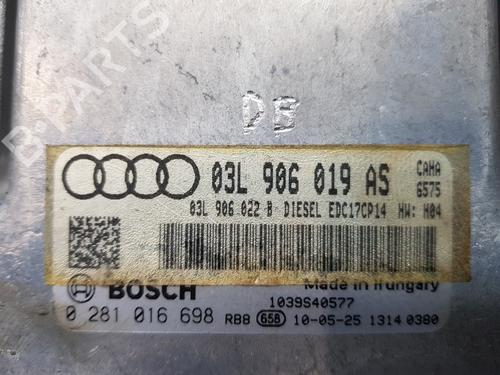 DB
03L 906 019 AS
CAHA
6575
03L 906 022 B DIESEL EDC17CP14 HW: H04
Made in Hungary
BOSCH
1039S40577
0 281 016 698 RB8 658 10-05-25 1314 0380
B-PARTS